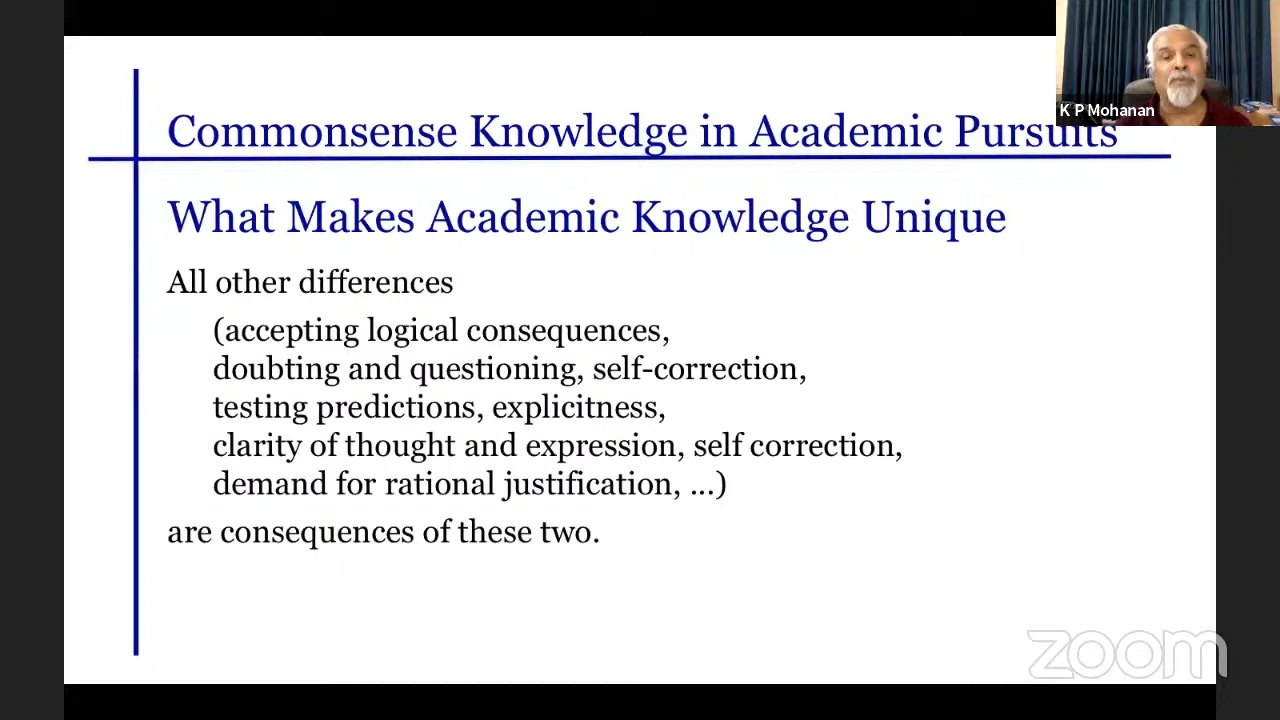 K P Mohanan
Commonsense Knowledge in Academic Pursuits
What Makes Academic Knowledge Unique
All other differences
(accepting logical consequences,
doubting and questioning, self-correction,
testing predictions, explicitness,
clarity of thought and expression, self correction,
demand for rational justification, ...)
are consequences of these two.
zoom